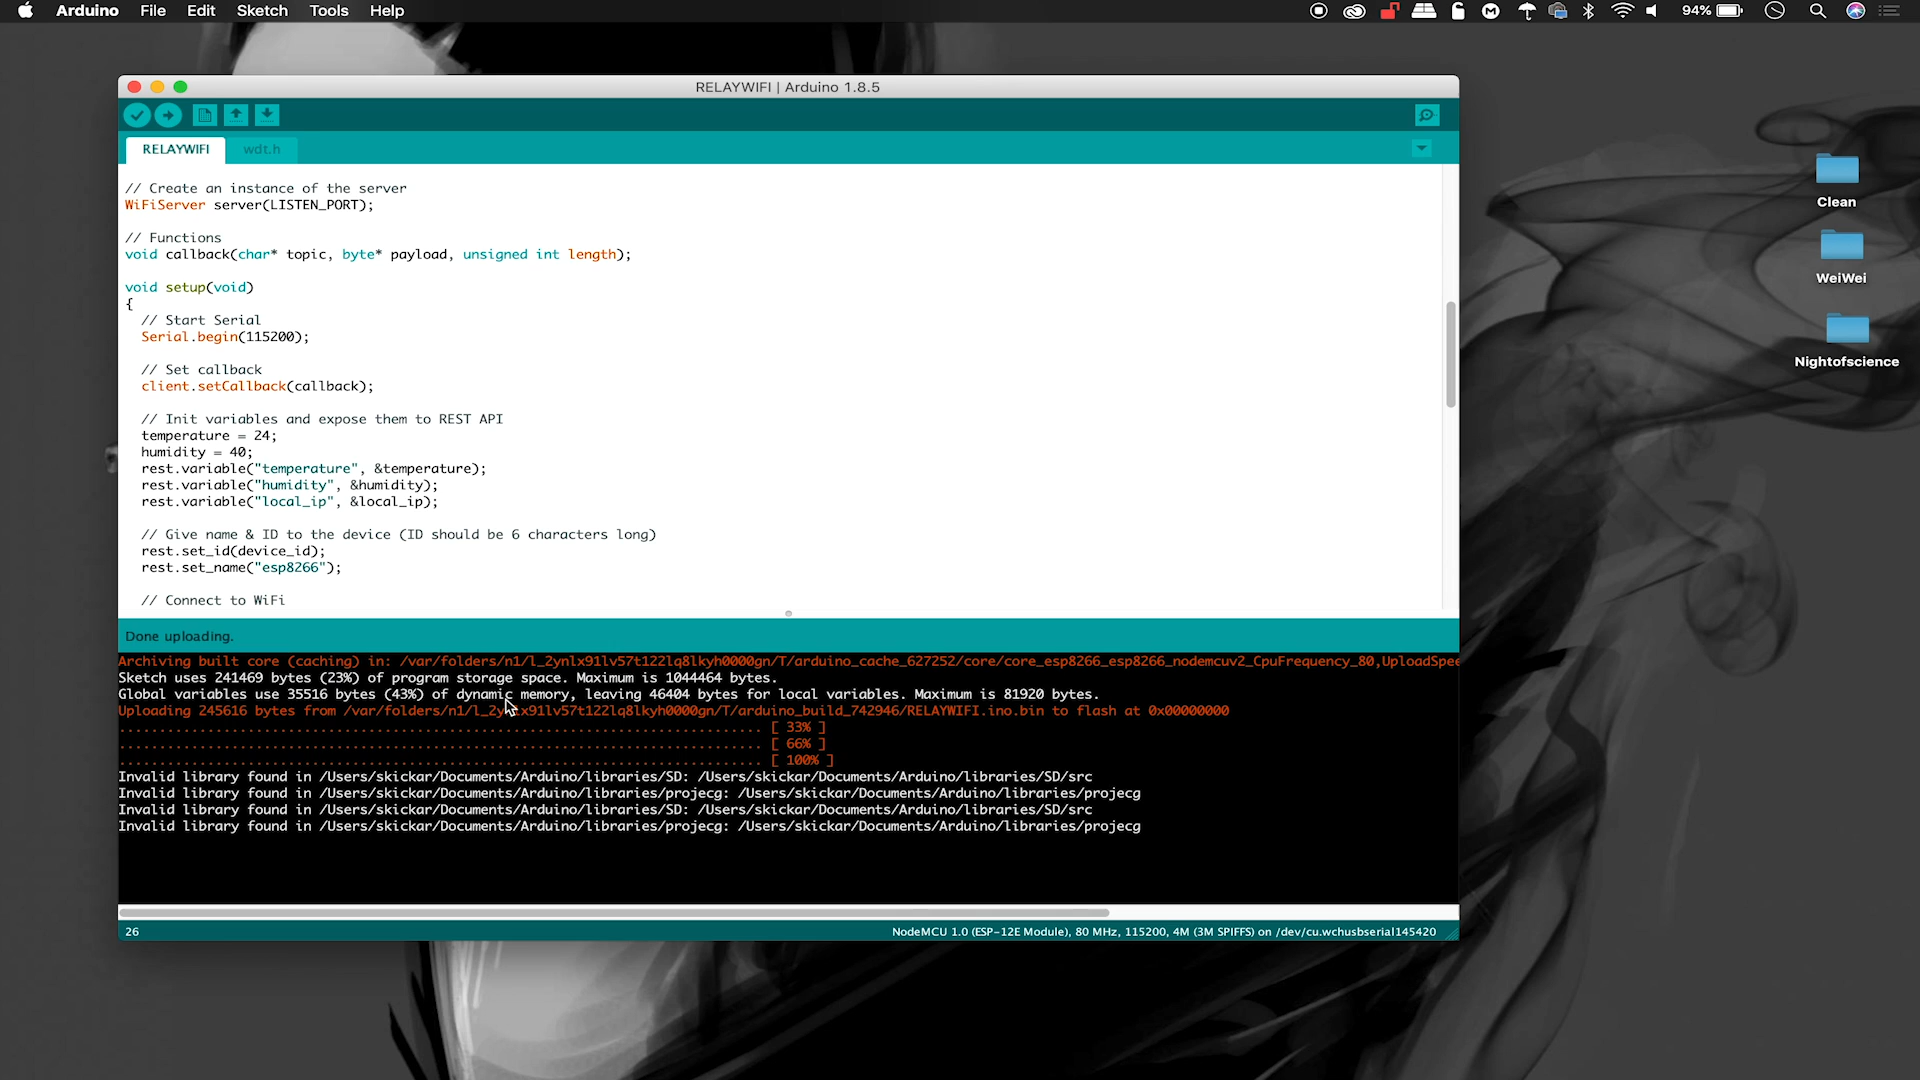 Arduino File Edit Sketch Tools Help 94%
RELAYWIFI | Arduino 1.8.5
RELAYWIFI wdt.h
// Create an instance of the server
WiFiServer server(LISTEN_PORT);
// Functions
void callback(char* topic, byte* payload, unsigned int length);
void setup(void)
{
// Start Serial
Serial.begin(115200);
// Set callback
client.setCallback(callback);
// Init variables and expose them to REST API
temperature = 24;
humidity = 40;
rest.variable("temperature", &temperature);
rest.variable("humidity", &humidity);
rest.variable("local_ip", &local_ip);
// Give name & ID to the device (ID should be 6 characters long)
rest.set_id(device_id);
rest.set_name("esp8266");
// Connect to WiFi
Done uploading.
Archiving built core (caching) in: /var/folders/n1/l_2ynlx91lv57t122lq8lkyh0000gn/T/arduino_cache_627252/core/core_esp8266_esp8266_nodemcuv2_CpuFrequency_80,UploadSpee
Sketch uses 241469 bytes (23%) of program storage space. Maximum is 1044464 bytes.
Global variables use 35516 bytes (43%) of dynamic memory, leaving 46404 bytes for local variables. Maximum is 81920 bytes.
Uploading 245616 bytes from /var/folders/n1/l_2ynlx91lv57t122lq8lkyh0000gn/T/arduino_build_742946/RELAYWIFI.ino.bin to flash at 0x00000000
................................................................................ [ 33% ]
................................................................................ [ 66% ]
................................................................................ [ 100% ]
Invalid library found in /Users/skickar/Documents/Arduino/libraries/SD: /Users/skickar/Documents/Arduino/libraries/SD/src
Invalid library found in /Users/skickar/Documents/Arduino/libraries/projecg: /Users/skickar/Documents/Arduino/libraries/projecg
Invalid library found in /Users/skickar/Documents/Arduino/libraries/SD: /Users/skickar/Documents/Arduino/libraries/SD/src
Invalid library found in /Users/skickar/Documents/Arduino/libraries/projecg: /Users/skickar/Documents/Arduino/libraries/projecg
26 NodeMCU 1.0 (ESP-12E Module), 80 MHz, 115200, 4M (3M SPIFFS) on /dev/cu.wchusbserial145420
Clean
WeiWei
Nightofscience